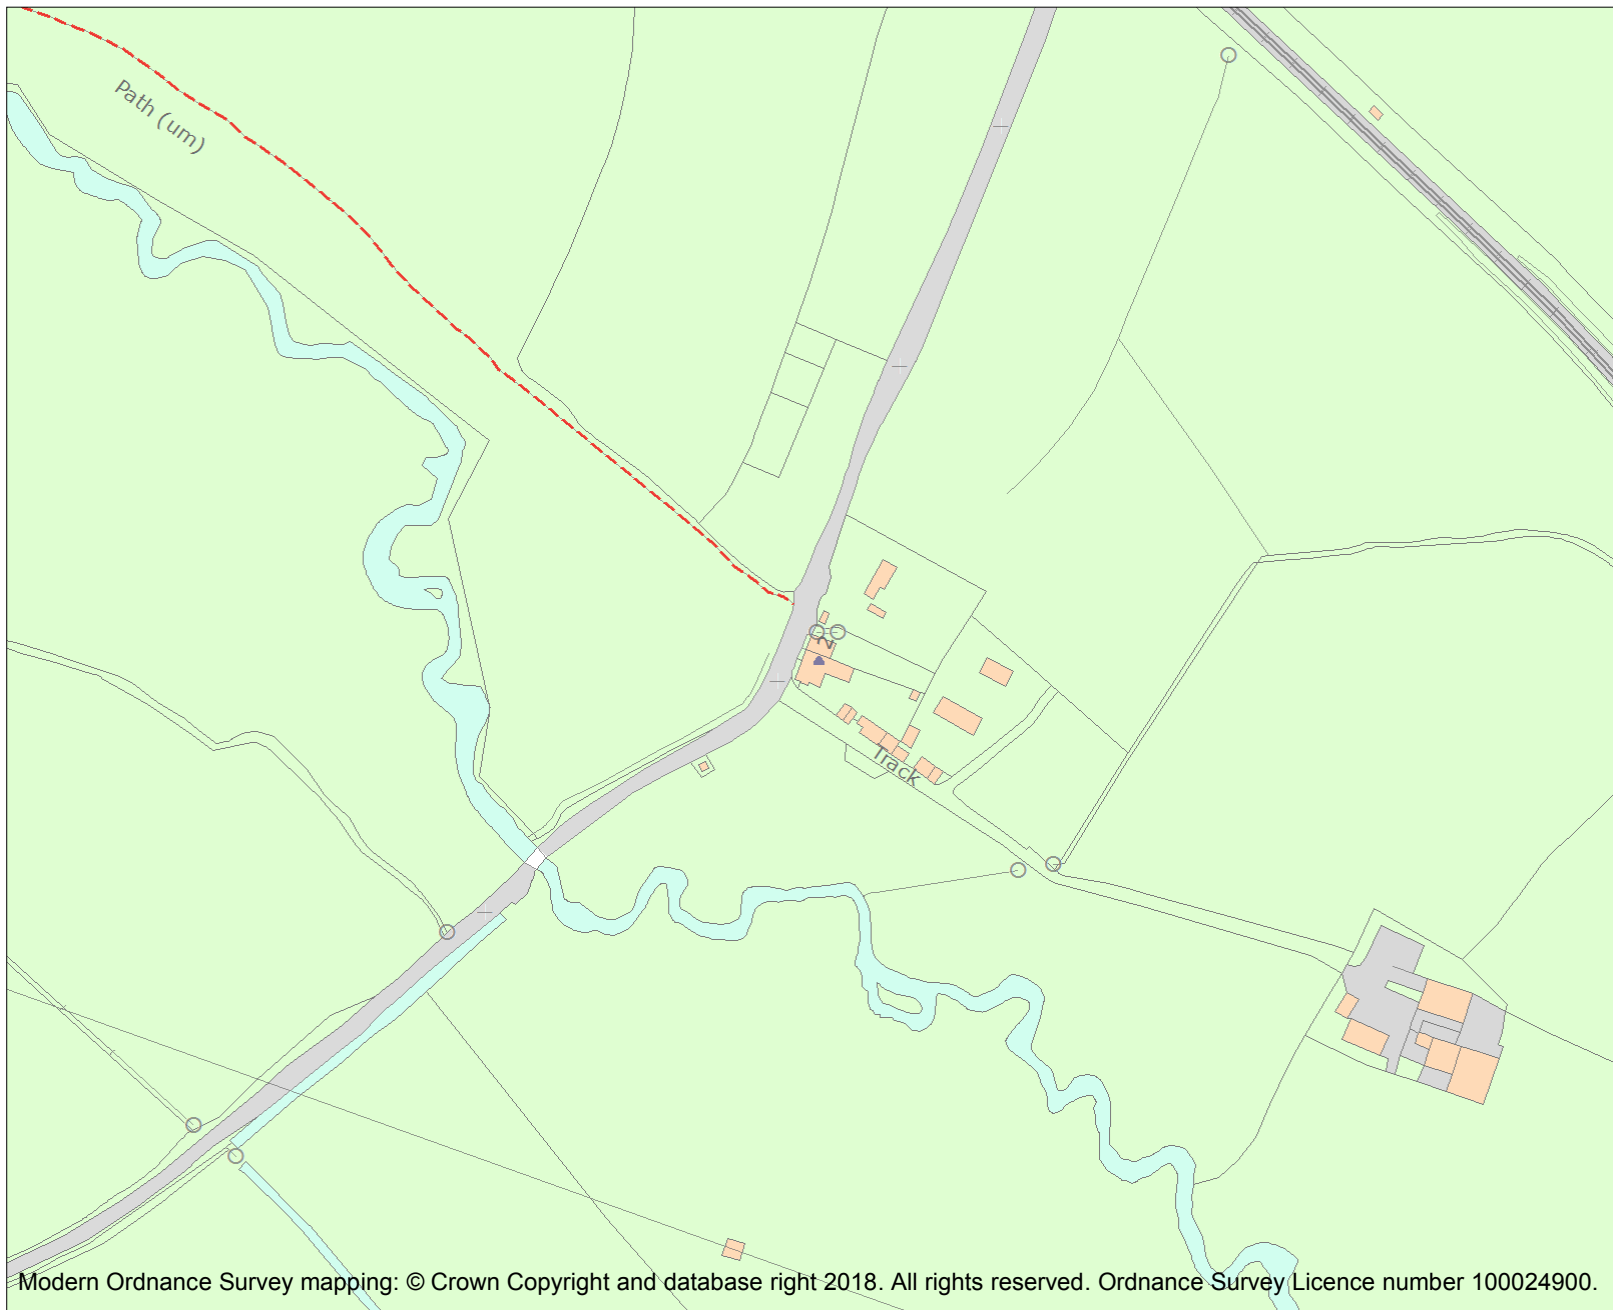 Path (um)
2
Track
Modern Ordnance Survey mapping: © Crown Copyright and database right 2018. All rights reserved. Ordnance Survey Licence number 100024900.